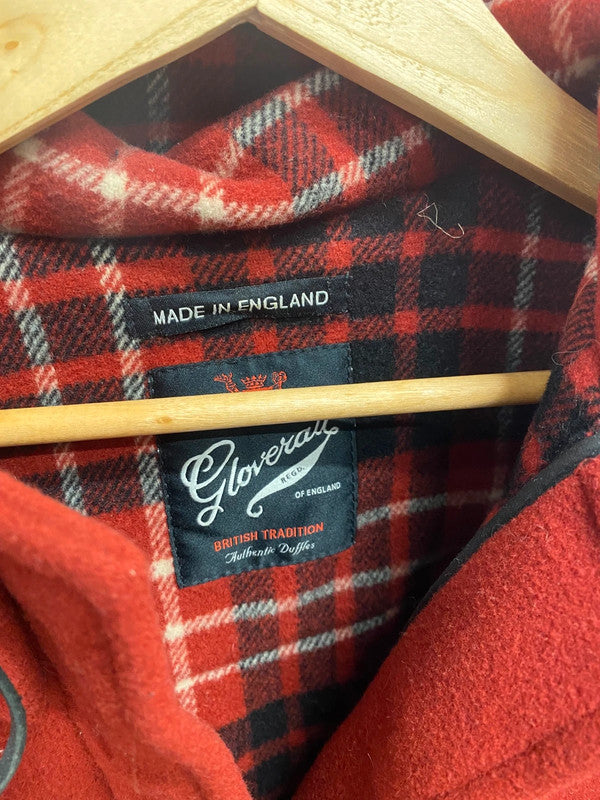 MADE IN ENGLAND
Gloverall
REGD.
OF ENGLAND
BRITISH TRADITION
Authentic Duffles